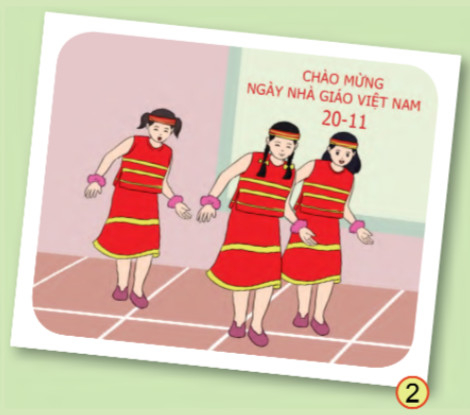 CHÀO MỪNG
NGÀY NHÀ GIÁO VIỆT NAM
20-11
2